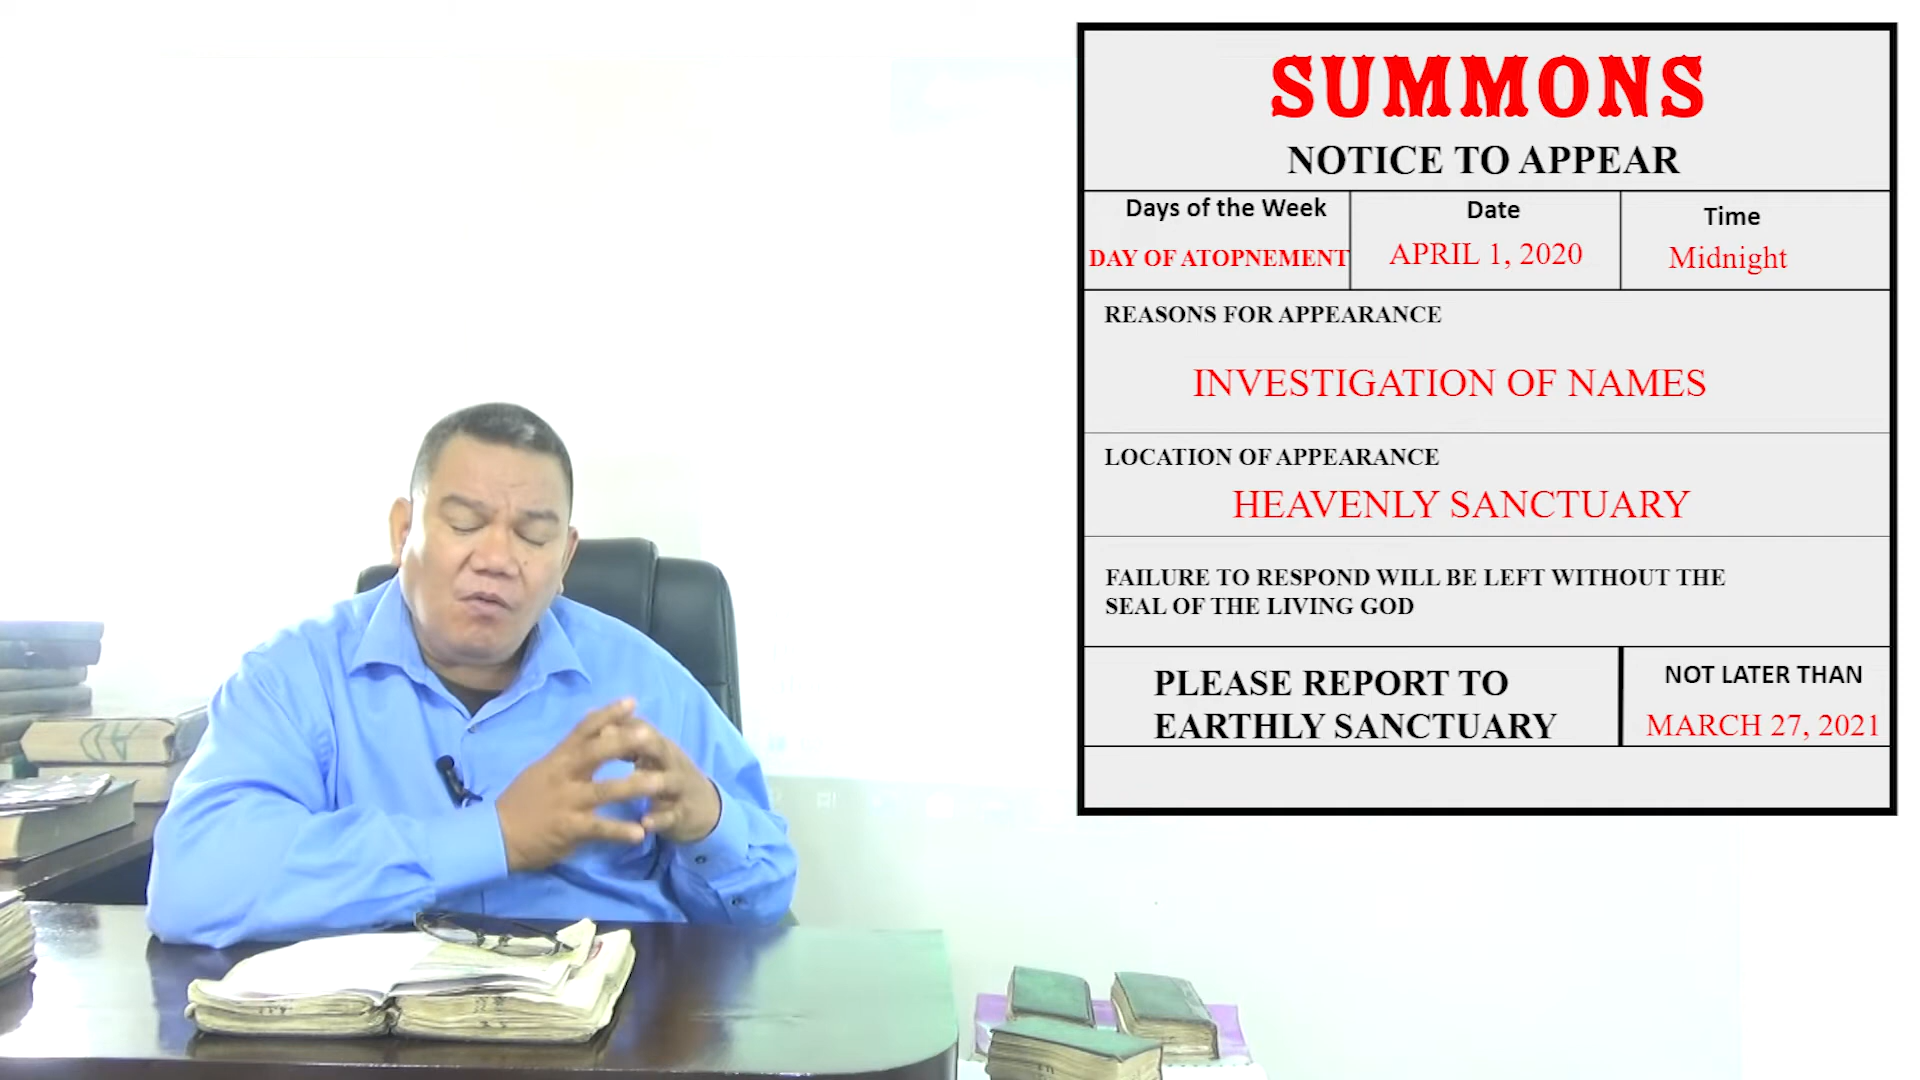 SUMMONS
NOTICE TO APPEAR
Days of the Week
Date
Time
DAY OF ATOPNEMENT
APRIL 1, 2020
Midnight
REASONS FOR APPEARANCE
INVESTIGATION OF NAMES
LOCATION OF APPEARANCE
HEAVENLY SANCTUARY
FAILURE TO RESPOND WILL BE LEFT WITHOUT THE
SEAL OF THE LIVING GOD
PLEASE REPORT TO
EARTHLY SANCTUARY
NOT LATER THAN
MARCH 27, 2021